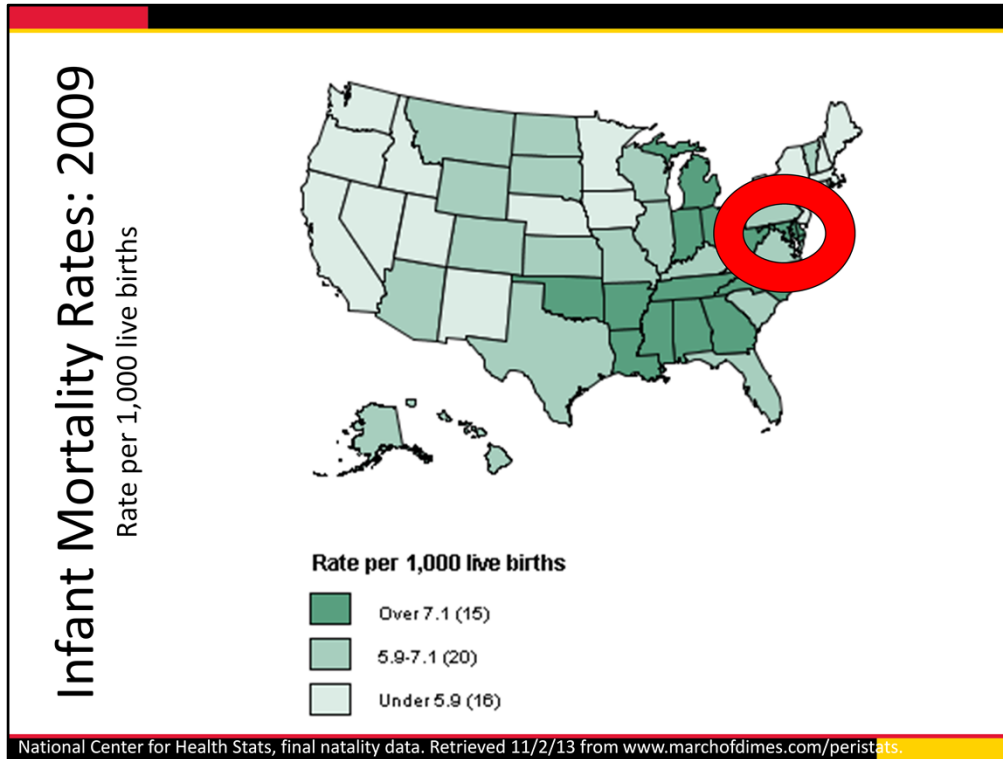 Infant Mortality Rates: 2009
Rate per 1,000 live births
Rate per 1,000 live births
Over 7.1 (15)
5.9-7.1 (20)
Under 5.9 (16)
National Center for Health Stats, final natality data. Retrieved 11/2/13 from www.marchofdimes.com/peristats.